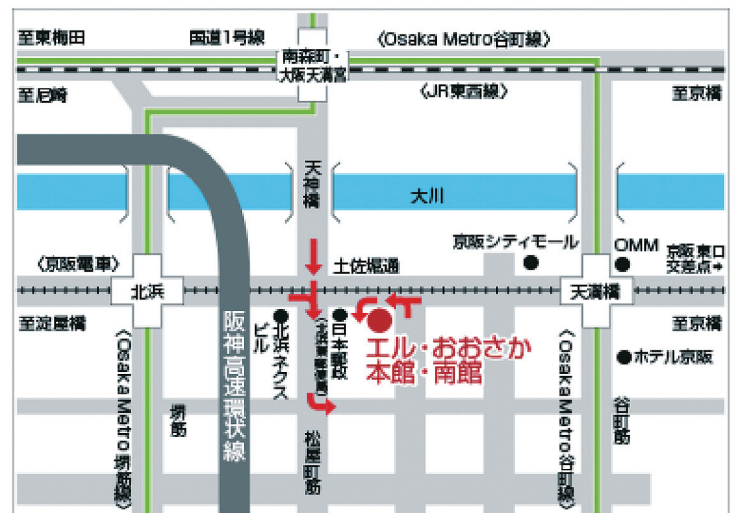 至東梅田
国道1号線
〈Osaka Metro谷町線〉
南森町・
大阪天満宮
至尼崎
〈JR東西線〉
至京橋
天神橋
大川
京阪シティモール
OMM
京阪東口
交差点→
〈京阪電車〉
土佐堀通
北浜
天満橋
至淀屋橋
至京橋
阪神高速環状線
北浜ネクス
ビル
(北浜東郵便局)
日本郵政
エル・おおさか
本館・南館
ホテル京阪
〈Osaka Metro堺筋線〉
堺筋
松屋町筋
〈Osaka Metro谷町線〉
谷町筋